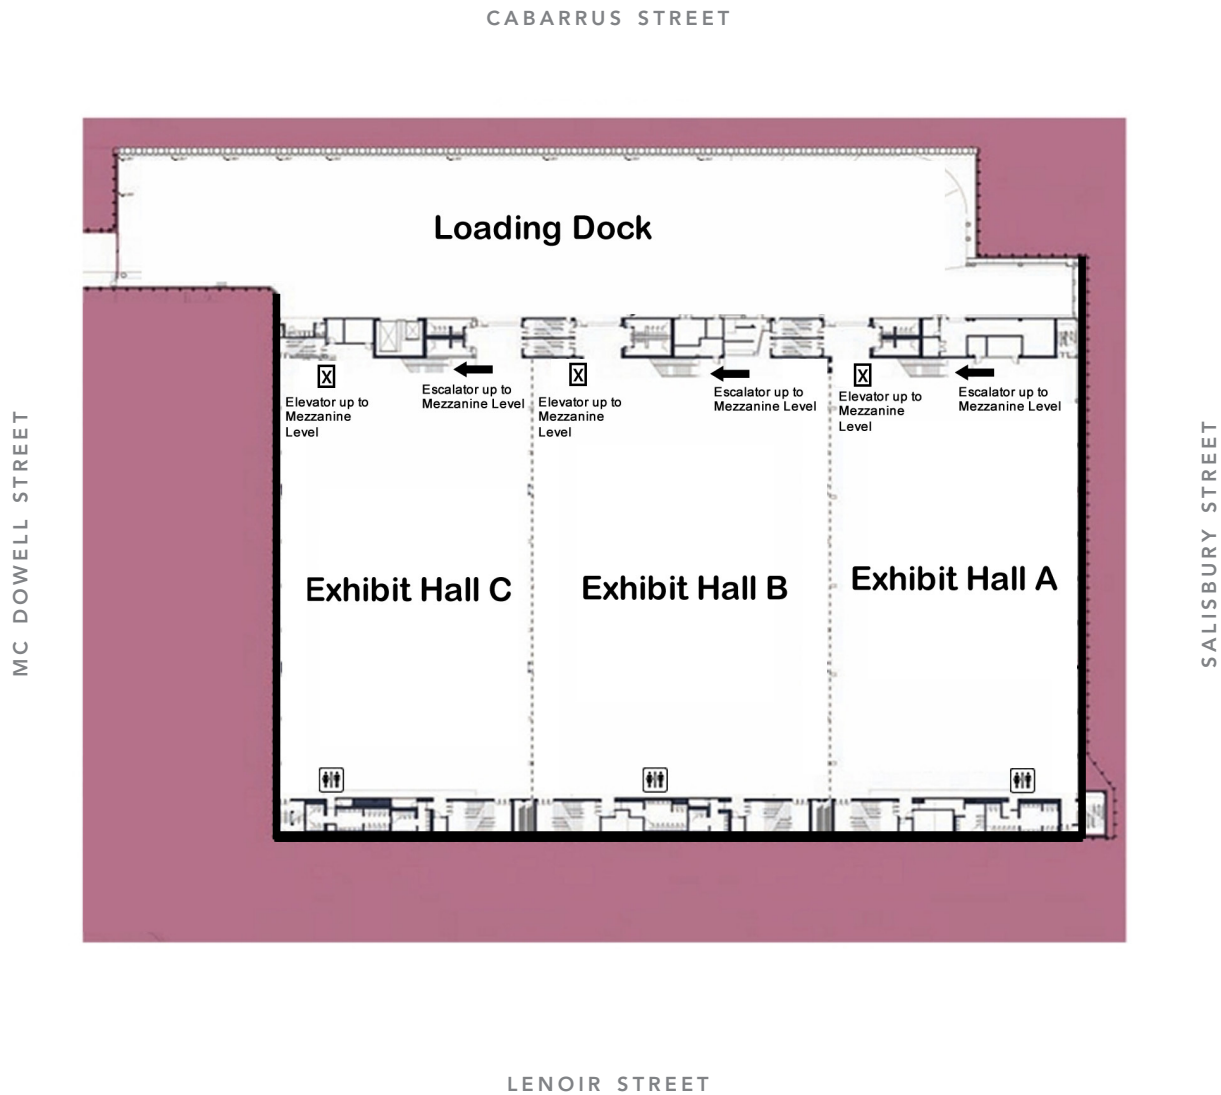 CABARRUS STREET
Loading Dock
X
Elevator up to
Mezzanine
Level
Escalator up to
Mezzanine Level
X
Elevator up to
Mezzanine
Level
Escalator up to
Mezzanine Level
X
Elevator up to
Mezzanine
Level
Escalator up to
Mezzanine Level
MC DOWELL STREET
SALISBURY STREET
Exhibit Hall C
Exhibit Hall B
Exhibit Hall A
LENOIR STREET